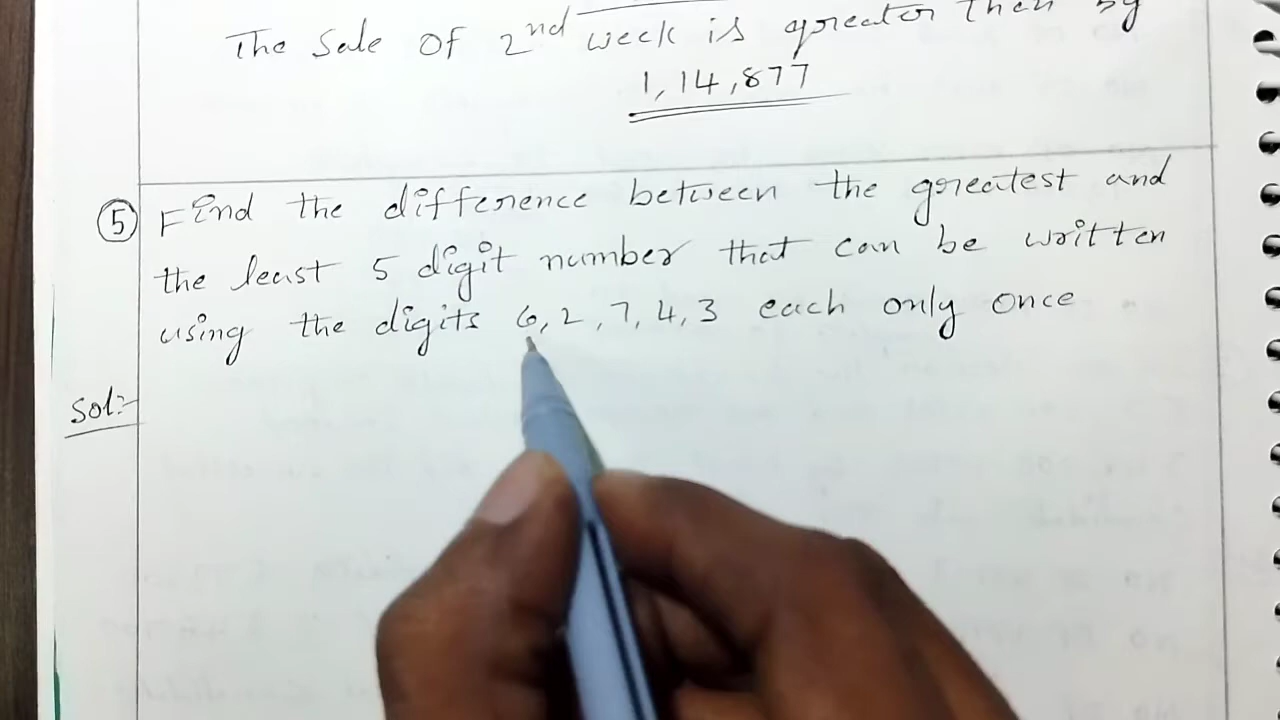 The Sale Of 2nd week is greater then by
1,14,877
5 Find the difference between the greatest and
the least 5 digit number that can be written
using the digits 6, 2, 7, 4, 3 each only once
Sol:-